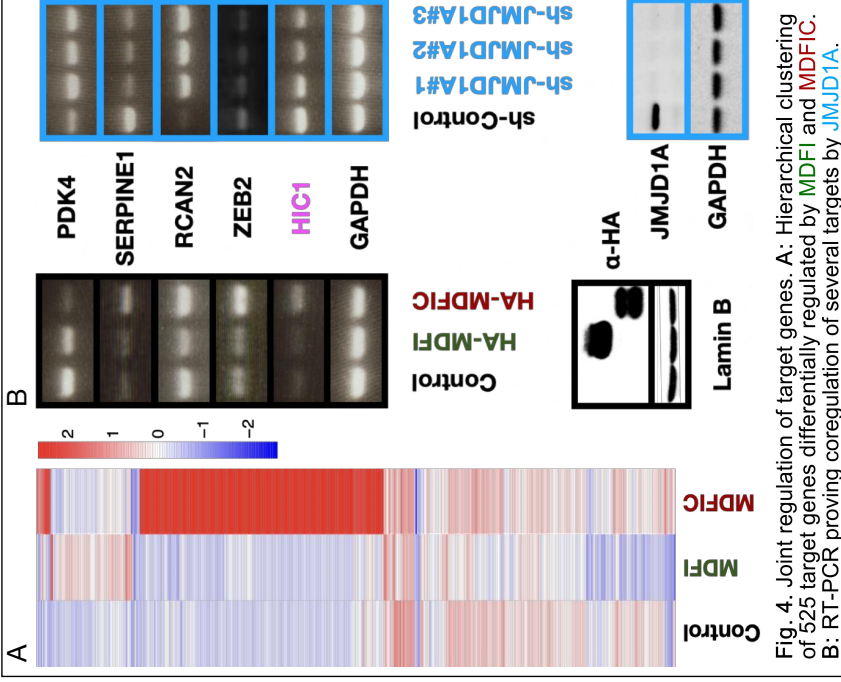 A
2
1
0
−1
−2
Control
MDFI
MDFIC
B
Control
HA-MDFI
HA-MDFIC
PDK4
SERPINE1
RCAN2
ZEB2
HIC1
GAPDH
sh-Control
sh-JMJD1A#1
sh-JMJD1A#2
sh-JMJD1A#3
α-HA
Lamin B
JMJD1A
GAPDH
Fig. 4. Joint regulation of target genes. A: Hierarchical clustering
of 525 target genes differentially regulated by MDFI and MDFIC.
B: RT-PCR proving coregulation of several targets by JMJD1A.